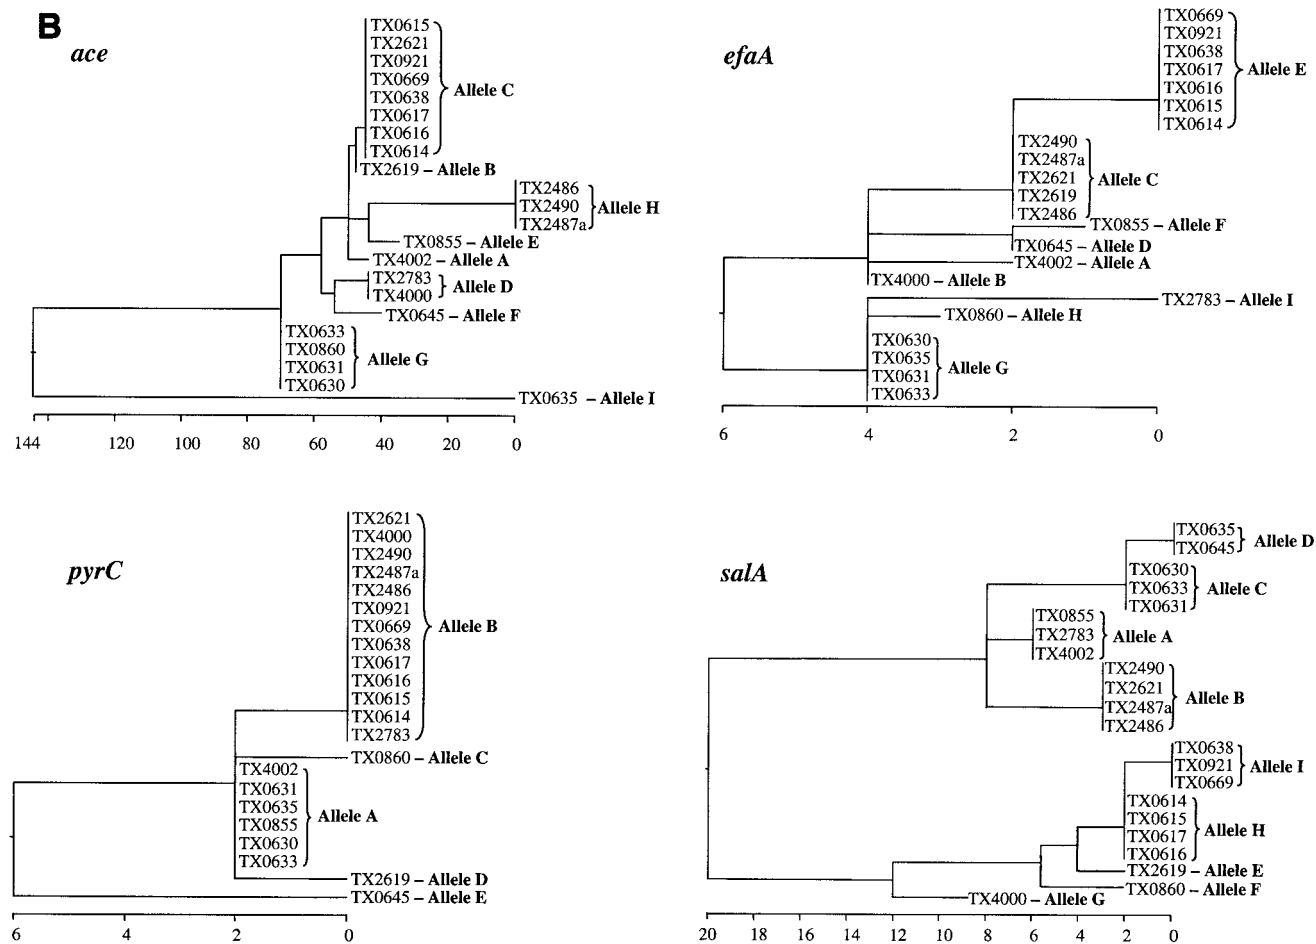 B
ace
TX0615
TX2621
TX0921
TX0669
TX0638
TX0617
TX0616
TX0614
Allele C
TX2619 – Allele B
TX2486
TX2490
TX2487a
Allele H
TX0855 – Allele E
TX4002 – Allele A
TX2783
TX4000
Allele D
TX0645 – Allele F
TX0633
TX0860
TX0631
TX0630
Allele G
TX0635 – Allele I
144 120 100 80 60 40 20 0
efaA
TX0669
TX0921
TX0638
TX0617
TX0616
TX0615
TX0614
Allele E
TX2490
TX2487a
TX2621
TX2619
TX2486
Allele C
TX0855 – Allele F
TX0645 – Allele D
TX4002 – Allele A
TX4000 – Allele B
TX2783 – Allele I
TX0860 – Allele H
TX0630
TX0635
TX0631
TX0633
Allele G
6 4 2 0
pyrC
TX2621
TX4000
TX2490
TX2487a
TX2486
TX0921
TX0669
TX0638
TX0617
TX0616
TX0615
TX0614
TX2783
Allele B
TX0860 – Allele C
TX4002
TX0631
TX0635
TX0855
TX0630
TX0633
Allele A
TX2619 – Allele D
TX0645 – Allele E
6 4 2 0
salA
TX0635
TX0645
Allele D
TX0630
TX0633
TX0631
Allele C
TX0855
TX2783
TX4002
Allele A
TX2490
TX2621
TX2487a
TX2486
Allele B
TX0638
TX0921
TX0669
Allele I
TX0614
TX0615
TX0617
TX0616
Allele H
TX2619 – Allele E
TX0860 – Allele F
TX4000 – Allele G
20 18 16 14 12 10 8 6 4 2 0